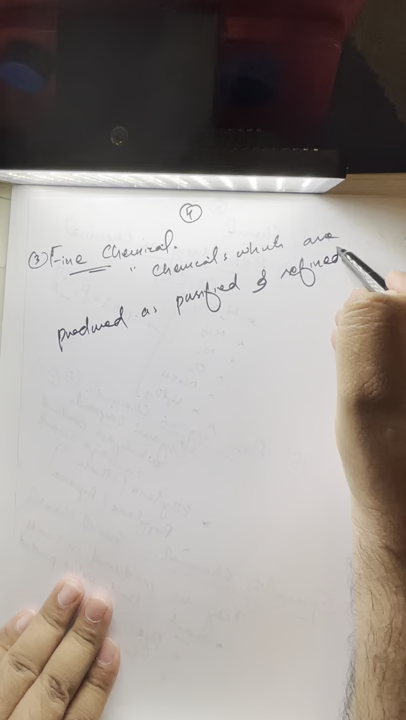 4
③ Fine Chemical.
" Chemicals which are
produced as purified & refined